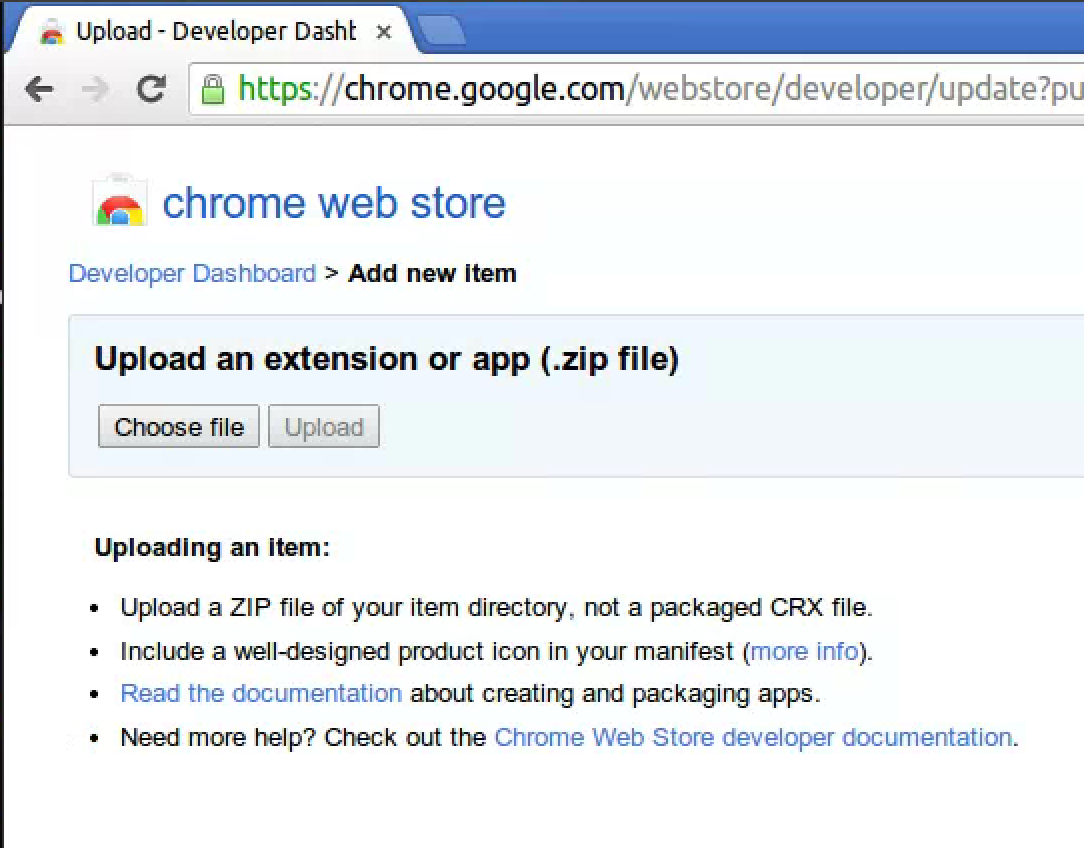 Upload - Developer Dasht
https://chrome.google.com/webstore/developer/update?pu
chrome web store
Developer Dashboard > Add new item
Upload an extension or app (.zip file)
Choose file Upload
Uploading an item:
• Upload a ZIP file of your item directory, not a packaged CRX file.
• Include a well-designed product icon in your manifest (more info).
• Read the documentation about creating and packaging apps.
• Need more help? Check out the Chrome Web Store developer documentation.